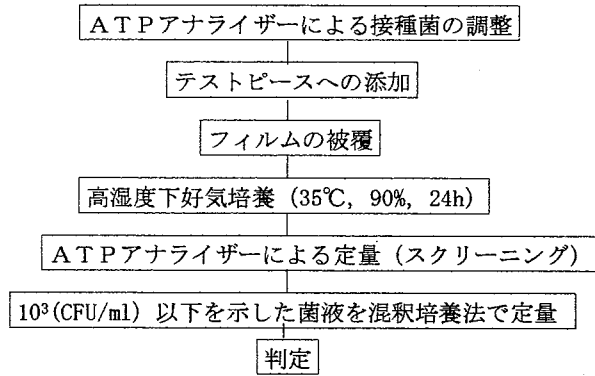 ATPアナライザーによる接種菌の調整
テストピースへの添加
フィルムの被覆
高湿度下好気培養 (35℃, 90%, 24h)
ATPアナライザーによる定量 (スクリーニング)
10³(CFU/ml) 以下を示した菌液を混釈培養法で定量
判定